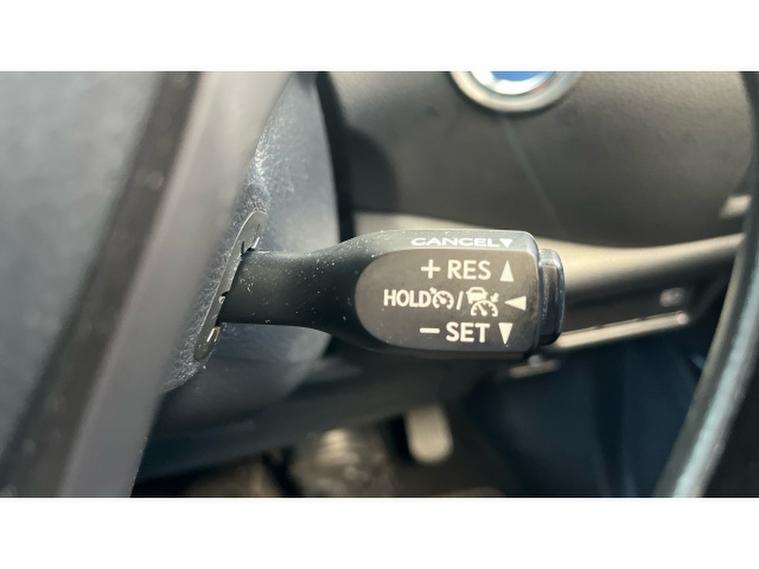 CANCEL▼
+ RES ▲
HOLD / ◀
− SET ▼